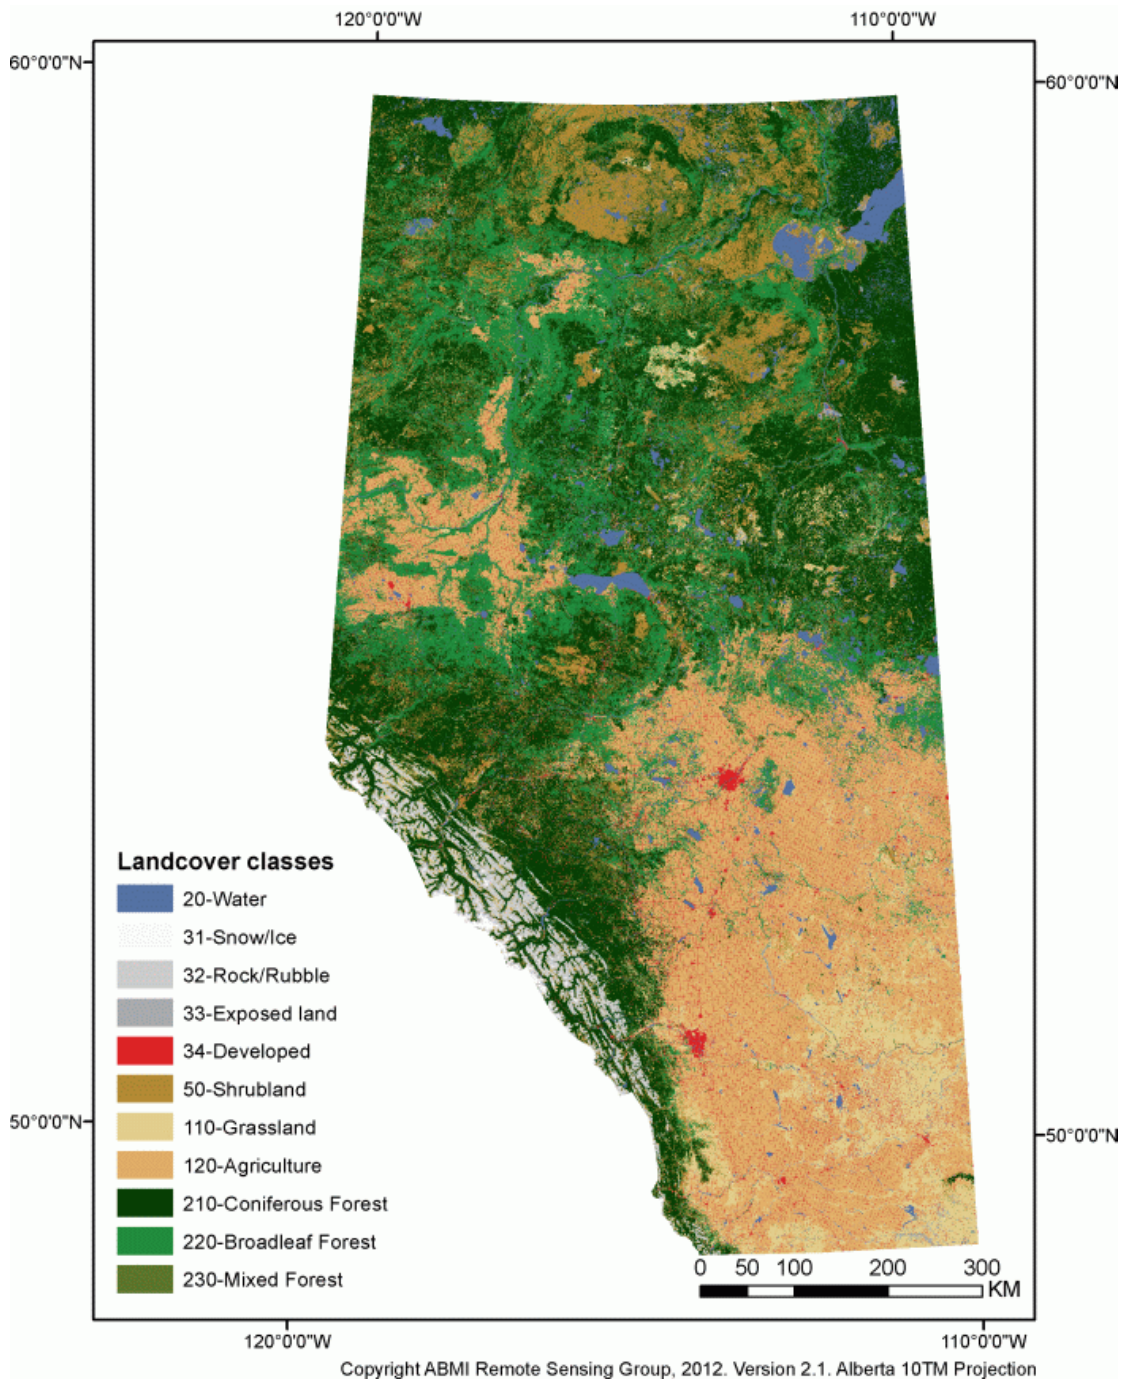 120°0'0"W
110°0'0"W
60°0'0"N
60°0'0"N
Landcover classes
20-Water
31-Snow/Ice
32-Rock/Rubble
33-Exposed land
34-Developed
50-Shrubland
110-Grassland
120-Agriculture
210-Coniferous Forest
220-Broadleaf Forest
230-Mixed Forest
50°0'0"N
50°0'0"N
0 50 100 200 300
KM
120°0'0"W
110°0'0"W
Copyright ABMI Remote Sensing Group, 2012. Version 2.1. Alberta 10TM Projection